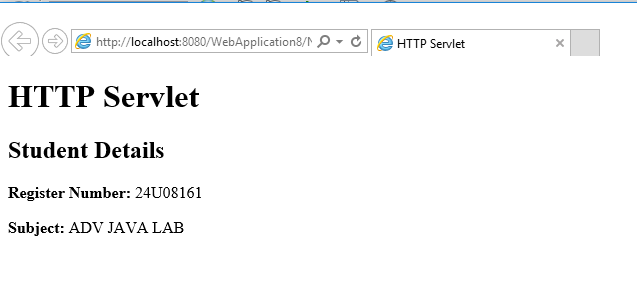 http://localhost:8080/WebApplication8/N
HTTP Servlet
HTTP Servlet
Student Details
Register Number: 24U08161
Subject: ADV JAVA LAB